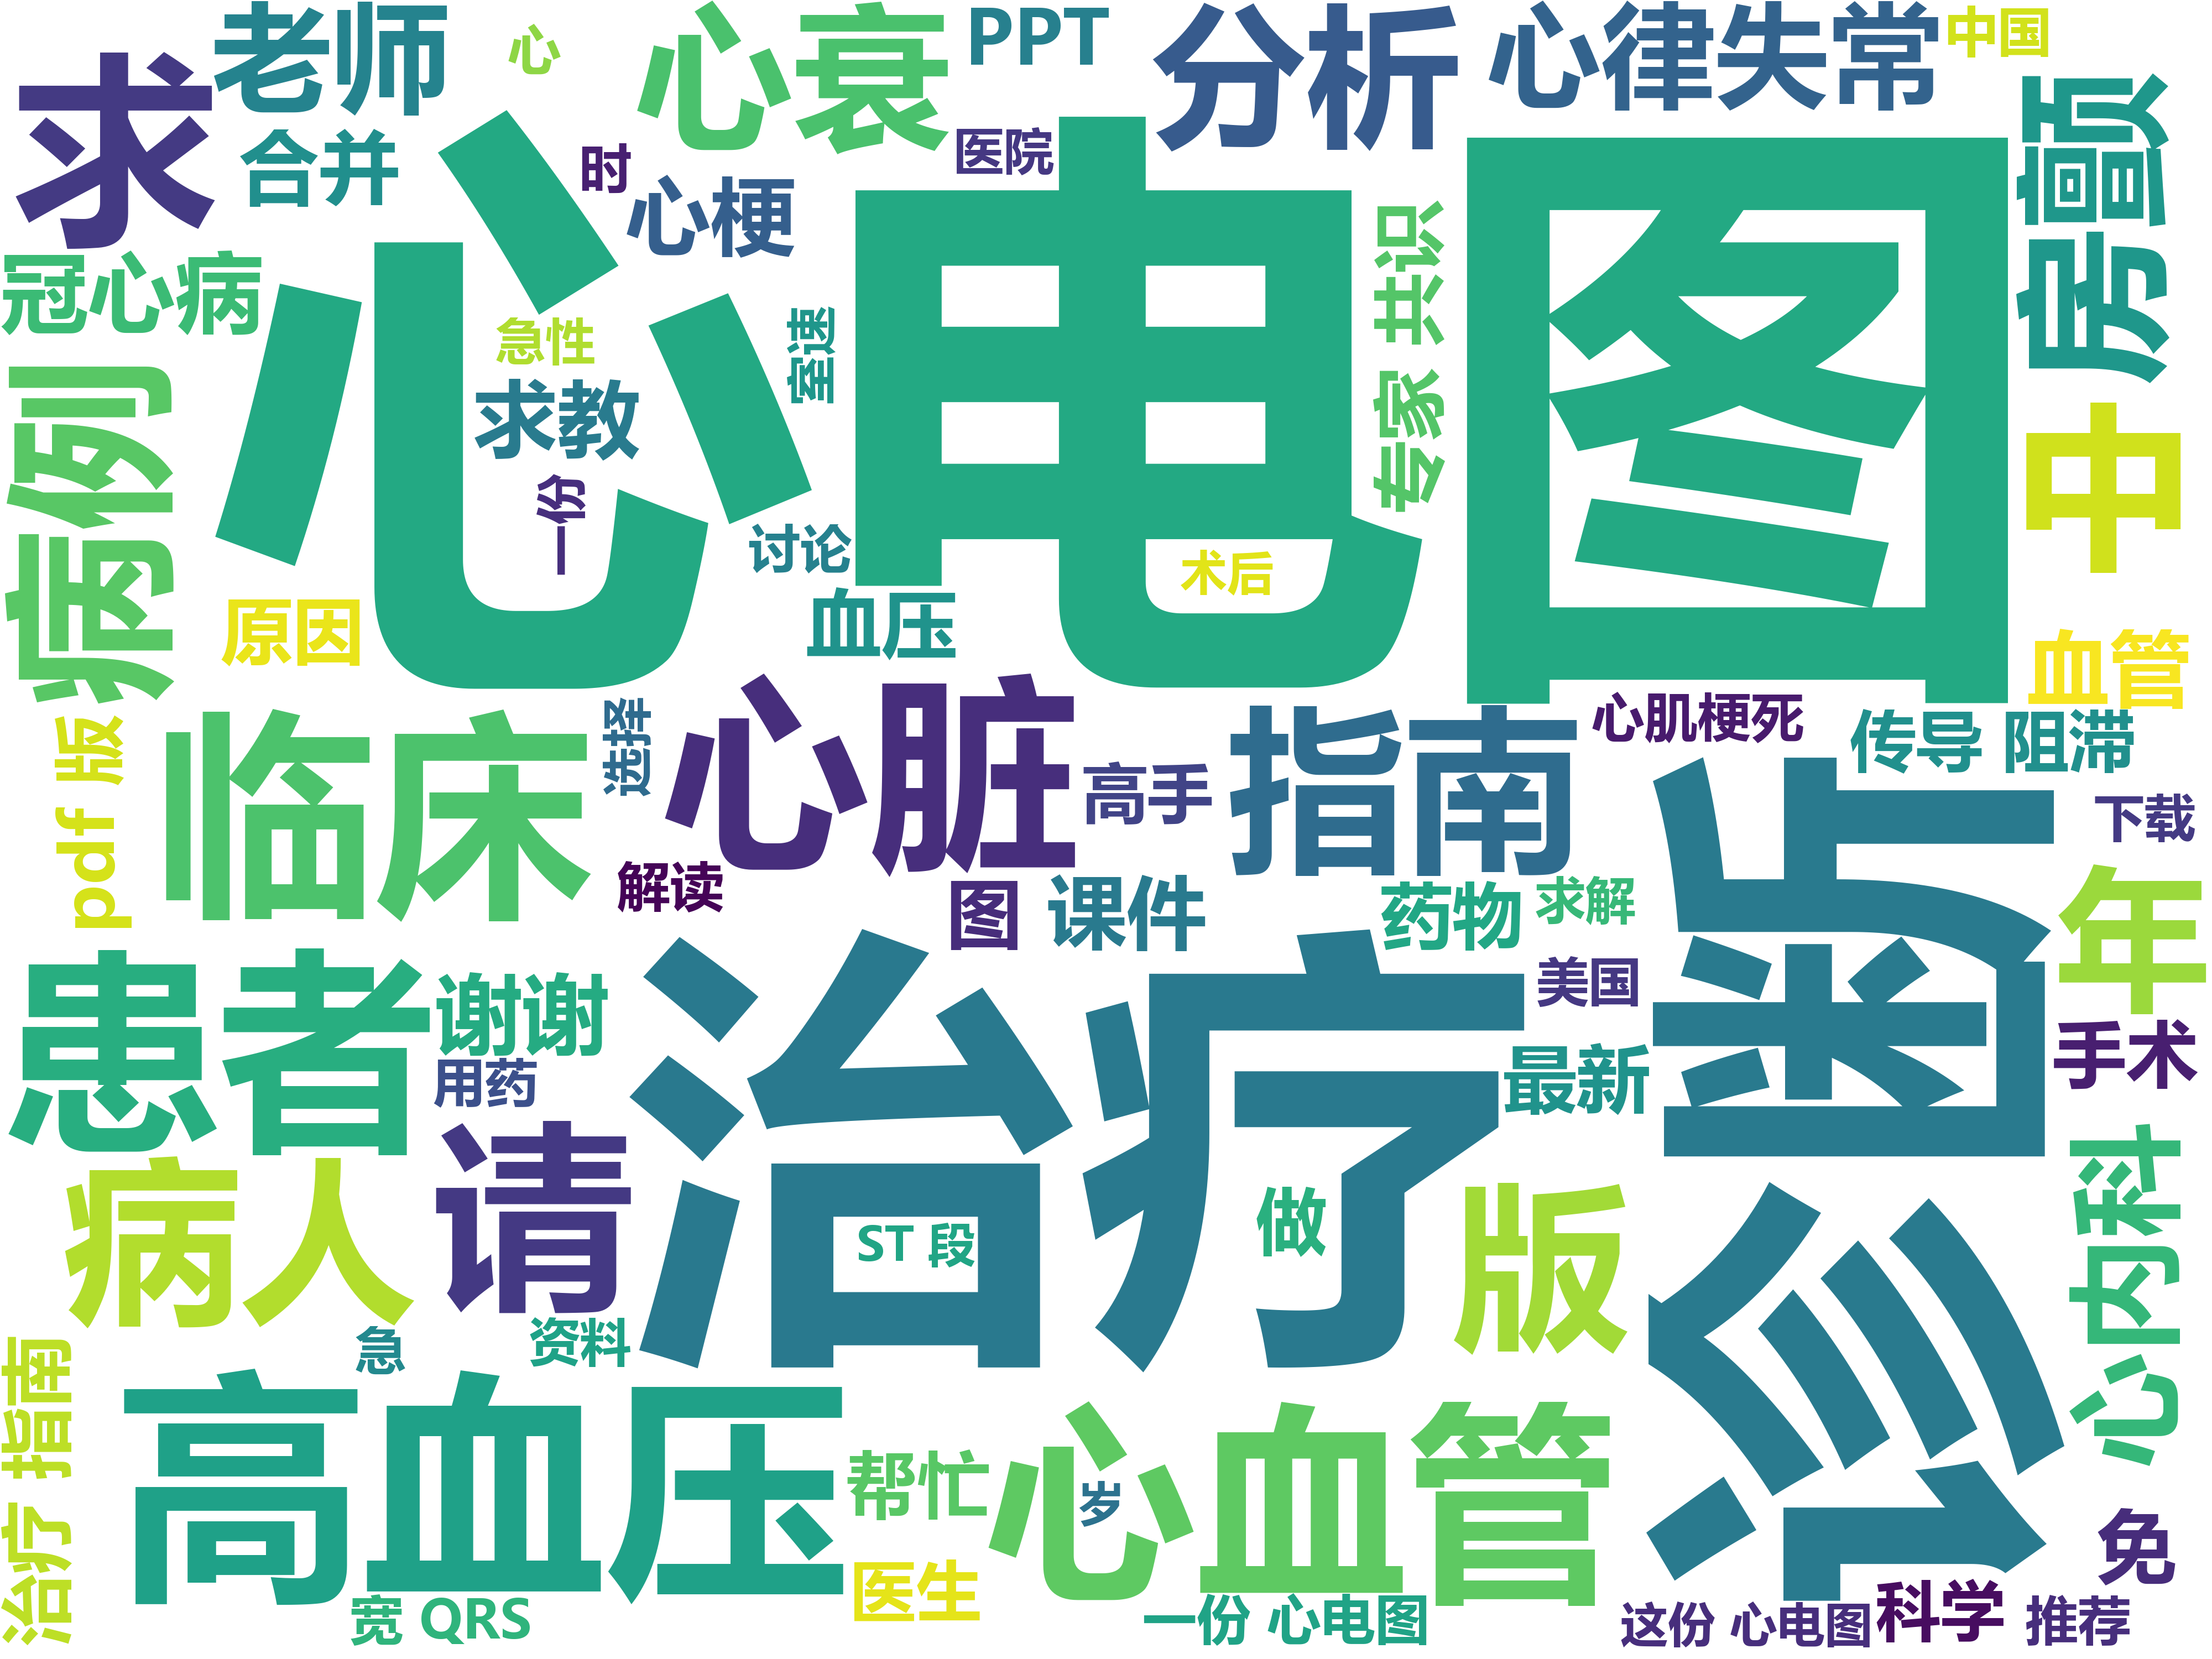 求
老师
心
心衰
PPT
分析
心律失常
中国
合并
时
心梗
医院
房颤
冠心病
急性
室速
专家 共识
心电图
求教
病例
一份
讨论
术后
中
原因
血压
血管
pdf 版
临床
选择
心脏
高手
指南
心肌梗死
传导 阻滞
下载
解读
图
课件
药物
求解
诊断
年
患者
谢谢
用药
治疗
美国
最新
手术
病人
请
ST 段
做
版
心内科
急
资料
治疗 指南
高血压
帮忙
心血管
岁
医生
免
宽 QRS
一份 心电图
这份 心电图
科学
推荐